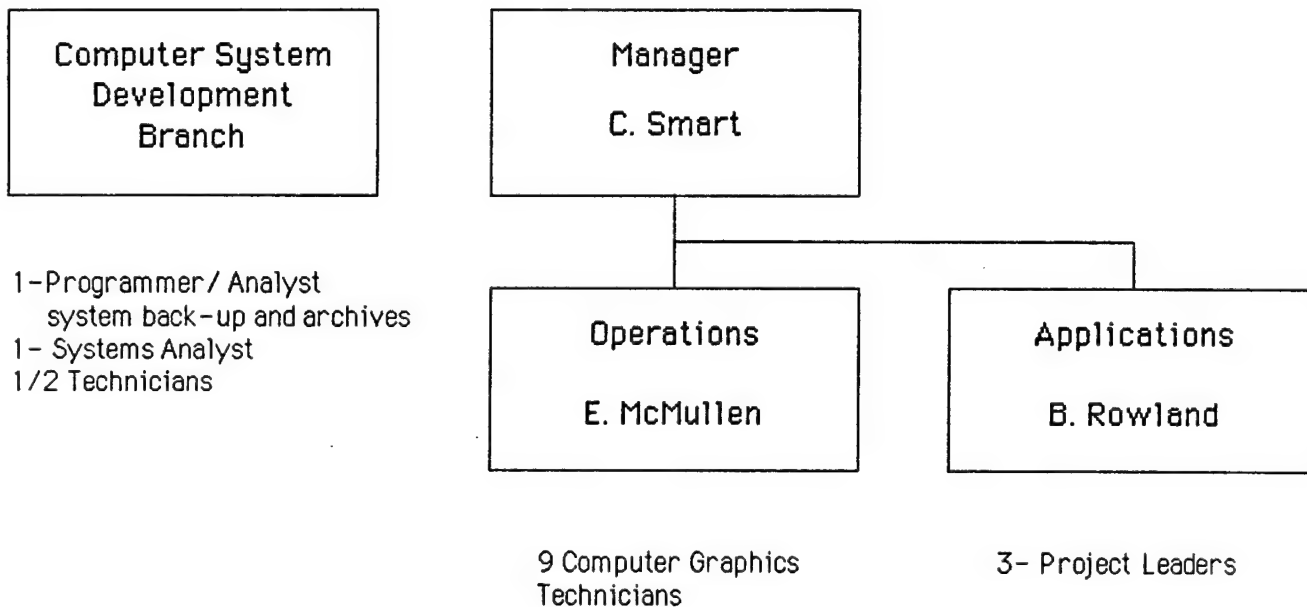 Computer System
Development
Branch
Manager
C. Smart
1-Programmer/ Analyst
system back-up and archives
1- Systems Analyst
1/2 Technicians
Operations
E. McMullen
Applications
B. Rowland
9 Computer Graphics
Technicians
3- Project Leaders